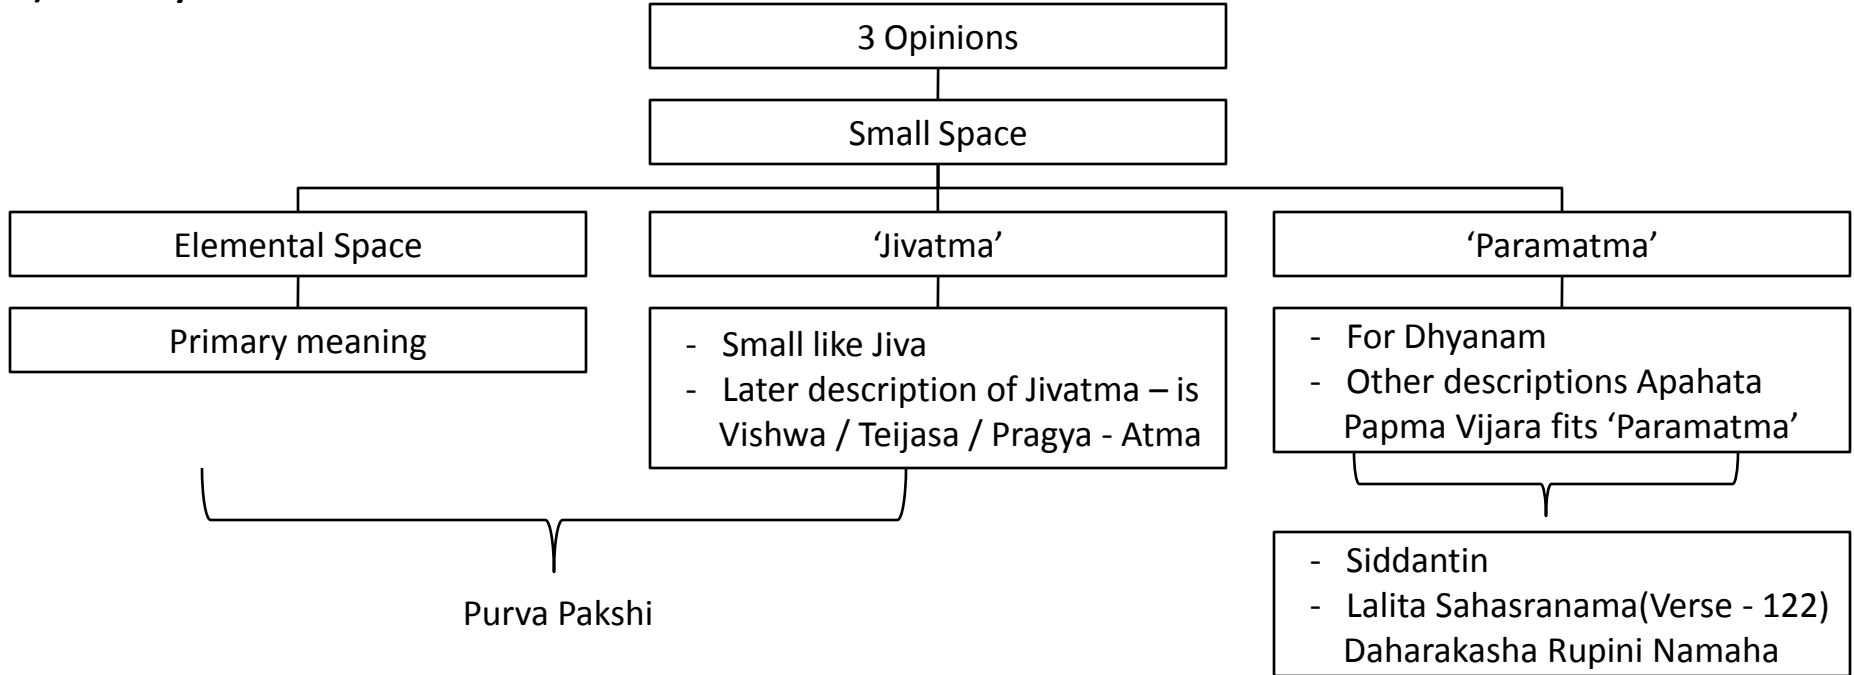 3 Opinions
Small Space
Elemental Space
Primary meaning
‘Jivatma’
- Small like Jiva
- Later description of Jivatma – is
Vishwa / Teijasa / Pragya - Atma
Purva Pakshi
‘Paramatma’
- For Dhyanam
- Other descriptions Apahata
Papma Vijara fits ‘Paramatma’
- Siddantin
- Lalita Sahasranama(Verse - 122)
Daharakasha Rupini Namaha